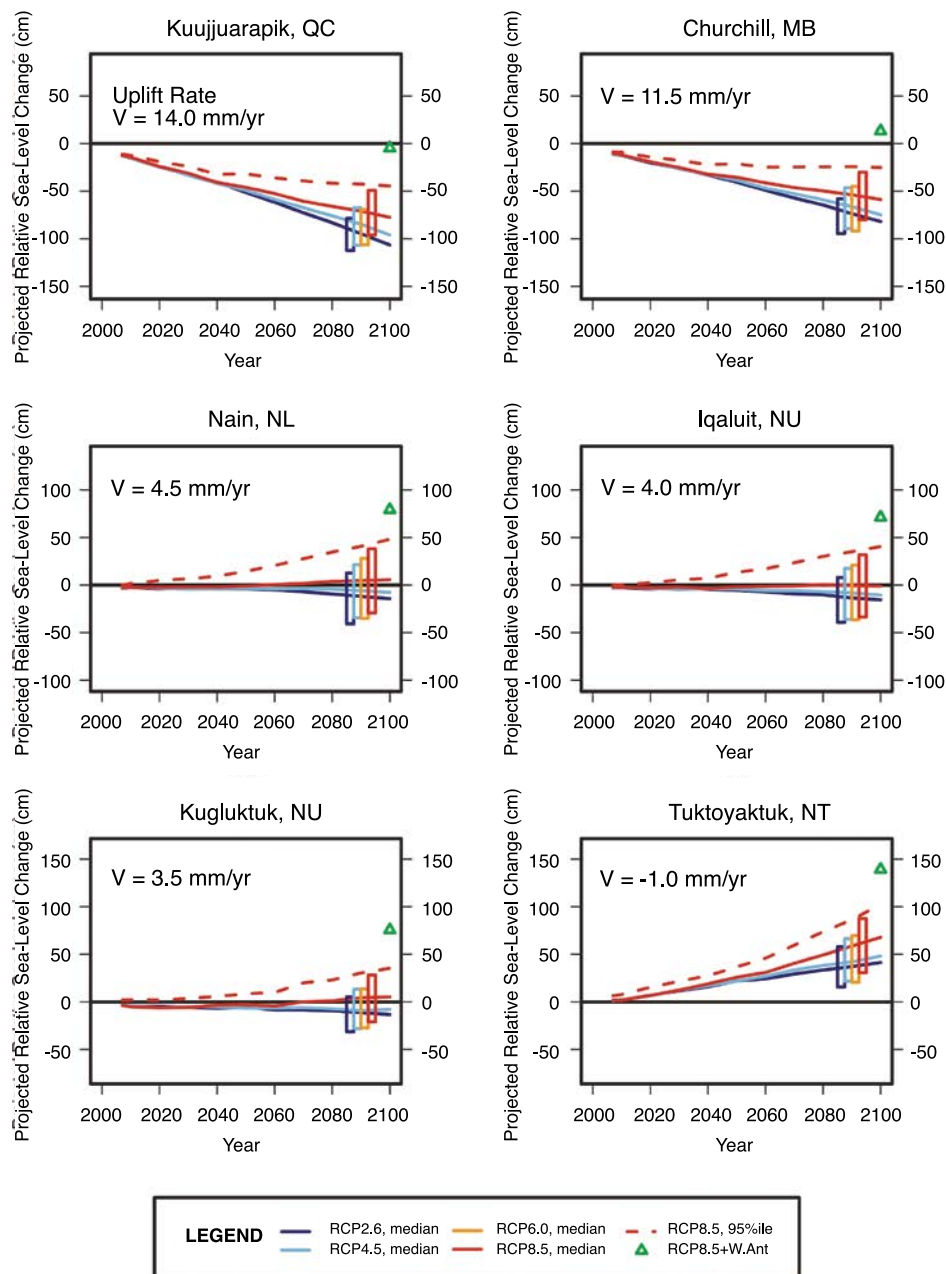 Kuujjuarapik, QC
Projected Relative Sea-Level Change (cm)
Uplift Rate
V = 14.0 mm/yr
50 50
0 0
-50 -50
-100 -100
-150 -150
2000 2020 2040 2060 2080 2100
Year
Churchill, MB
Projected Relative Sea-Level Change (cm)
V = 11.5 mm/yr
50 50
0 0
-50 -50
-100 -100
-150 -150
2000 2020 2040 2060 2080 2100
Year
Nain, NL
Projected Relative Sea-Level Change (cm)
V = 4.5 mm/yr
100 100
50 50
0 0
-50 -50
-100 -100
2000 2020 2040 2060 2080 2100
Year
Iqaluit, NU
Projected Relative Sea-Level Change (cm)
V = 4.0 mm/yr
100 100
50 50
0 0
-50 -50
-100 -100
2000 2020 2040 2060 2080 2100
Year
Kugluktuk, NU
Projected Relative Sea-Level Change (cm)
V = 3.5 mm/yr
150 150
100 100
50 50
0 0
-50 -50
2000 2020 2040 2060 2080 2100
Year
Tuktoyaktuk, NT
Projected Relative Sea-Level Change (cm)
V = -1.0 mm/yr
150 150
100 100
50 50
0 0
-50 -50
2000 2020 2040 2060 2080 2100
Year
LEGEND
RCP2.6, median RCP6.0, median RCP8.5, 95%ile
RCP4.5, median RCP8.5, median RCP8.5+W.Ant